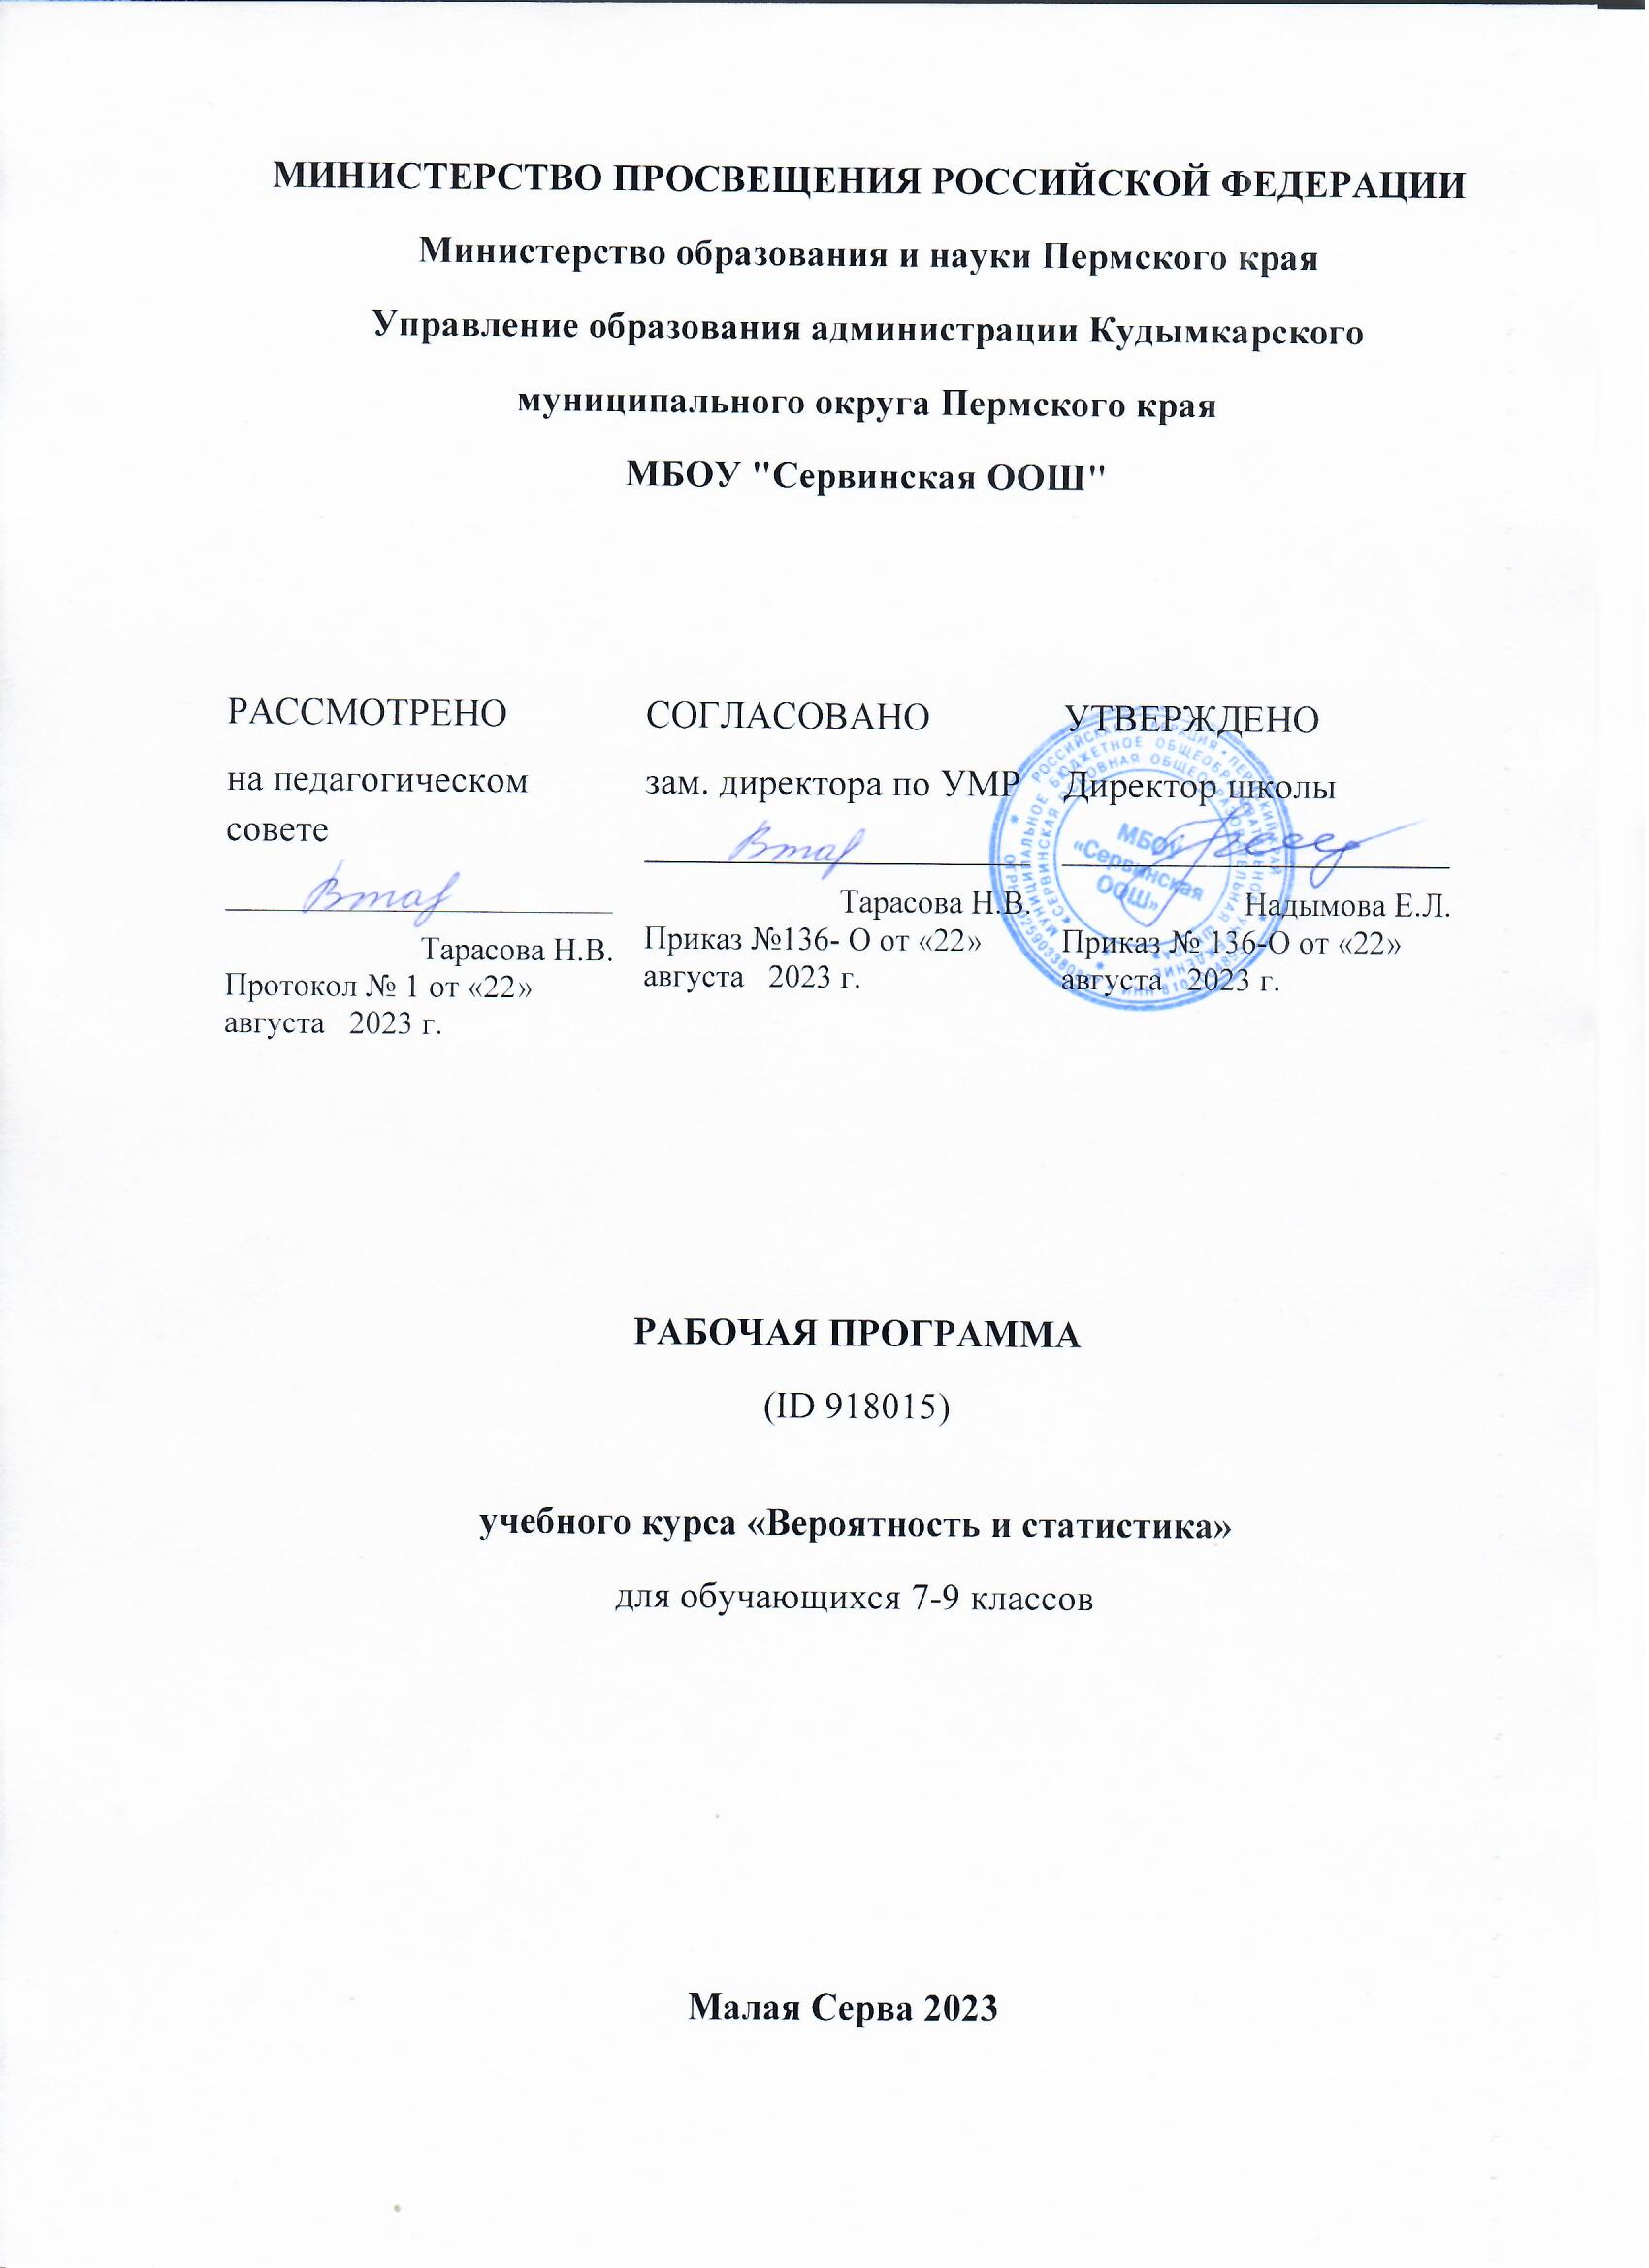 МИНИСТЕРСТВО ПРОСВЕЩЕНИЯ РОССИЙСКОЙ ФЕДЕРАЦИИ
Министерство образования и науки Пермского края
Управление образования администрации Кудымкарского
муниципального округа Пермского края
МБОУ "Сервинская ООШ"
РАССМОТРЕНО
на педагогическом
совете
Тарасова Н.В.
Протокол № 1 от «22»
августа 2023 г.
СОГЛАСОВАНО
зам. директора по УМР
Тарасова Н.В.
Приказ №136- О от «22»
августа 2023 г.
УТВЕРЖДЕНО
Директор школы
Надымова Е.Л.
Приказ № 136-О от «22»
августа 2023 г.
МБОУ
«Сервинская
ООШ»
РАБОЧАЯ ПРОГРАММА
(ID 918015)
учебного курса «Вероятность и статистика»
для обучающихся 7-9 классов
Малая Серва 2023